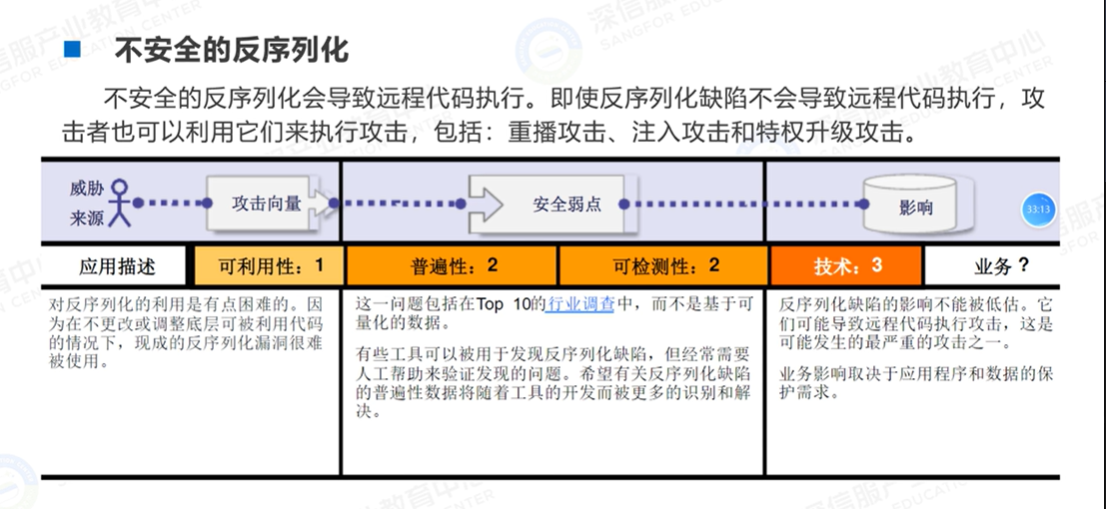 不安全的反序列化
不安全的反序列化会导致远程代码执行。即使反序列化缺陷不会导致远程代码执行，攻
击者也可以利用它们来执行攻击，包括：重播攻击、注入攻击和特权升级攻击。
威胁
来源
攻击向量
安全弱点
影响
33:13
应用描述
可利用性：1
普遍性：2
可检测性：2
技术：3
业务？
对反序列化的利用是有点困难的。因
为在不更改或调整底层可被利用代码
的情况下，现成的反序列化漏洞很难
被使用。
这一问题包括在Top 10的行业调查中，而不是基于可
量化的数据。
有些工具可以被用于发现反序列化缺陷，但经常需要
人工帮助来验证发现的问题。希望有关反序列化缺陷
的普遍性数据将随着工具的开发而被更多的识别和解
决。
反序列化缺陷的影响不能被低估。它
们可能导致远程代码执行攻击，这是
可能发生的最严重的攻击之一。
业务影响取决于应用程序和数据的保
护需求。
深信服产业教育中心
SANGFOR EDUCATION CENTER